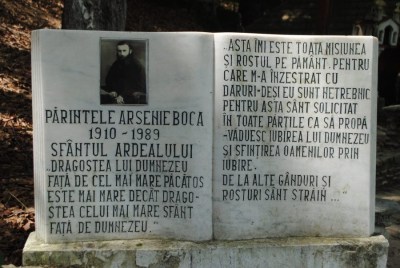 PĂRINTELE ARSENIE BOCA
1910 - 1989
SFÂNTUL ARDEALULUI
„DRAGOSTEA LUI DUMNEZEU
FAȚĂ DE CEL MAI MARE PĂCĂTOS
ESTE MAI MARE DECÂT DRAGO-
STEA CELUI MAI MARE SFÂNT
FAȚĂ DE DUMNEZEU."
„ASTA ÎMI ESTE TOATĂ MISIUNEA
ȘI ROSTUL PE PĂMÂNT, PENTRU
CARE M-A ÎNZESTRAT CU
DARURI-DEȘI EU SUNT NETREBNIC
PENTRU ASTA SÂNT SOLICITAT
ÎN TOATE PĂRȚILE CA SĂ PROPĂ-
VĂDUESC IUBIREA LUI DUMNEZEU
ȘI SFINȚIREA OAMENILOR PRIN
IUBIRE.
DE LA ALTE GÂNDURI ȘI
ROSTURI SÂNT STRĂIN..."